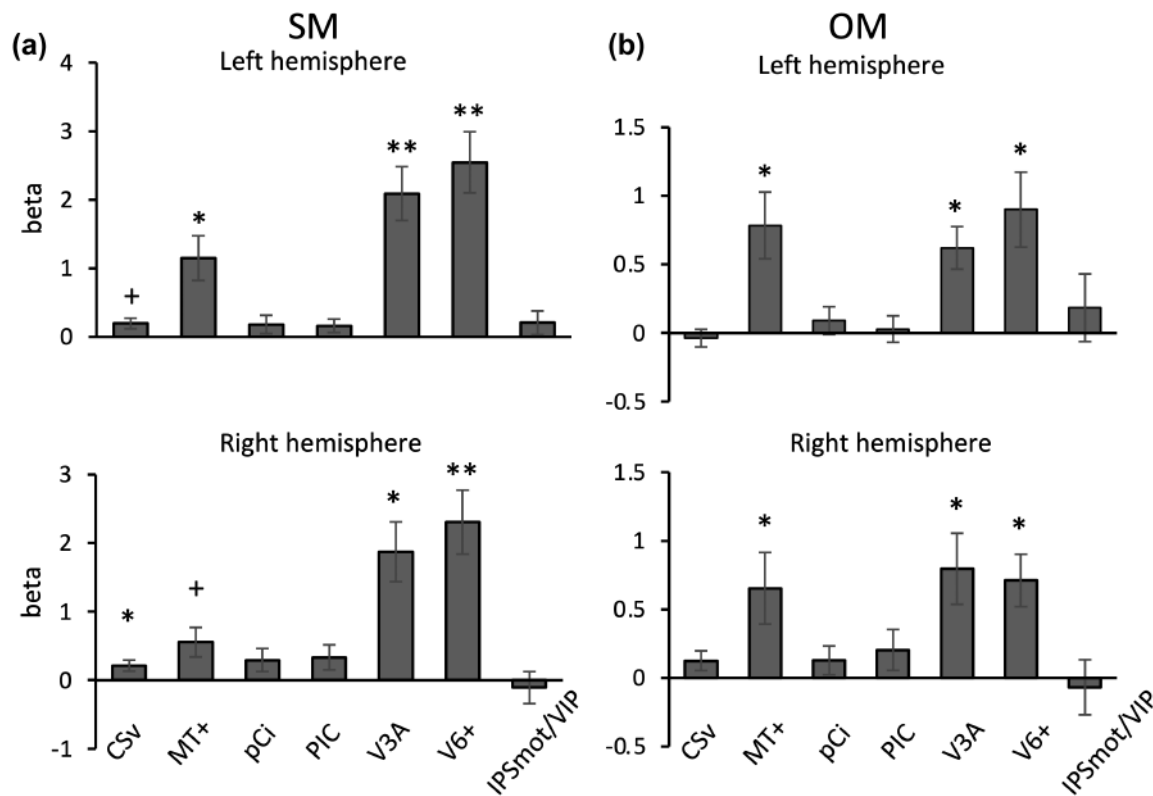 (a)
SM
Left hemisphere
4
3
2
1
0
beta
+
*
**
**
Right hemisphere
3
2
1
0
-1
beta
*
+
*
**
CSv
MT+
pCi
PIC
V3A
V6+
IPSmot/VIP
(b)
OM
Left hemisphere
1.5
1
0.5
0
-0.5
*
*
*
Right hemisphere
1.5
1
0.5
0
-0.5
*
*
*
CSv
MT+
pCi
PIC
V3A
V6+
IPSmot/VIP